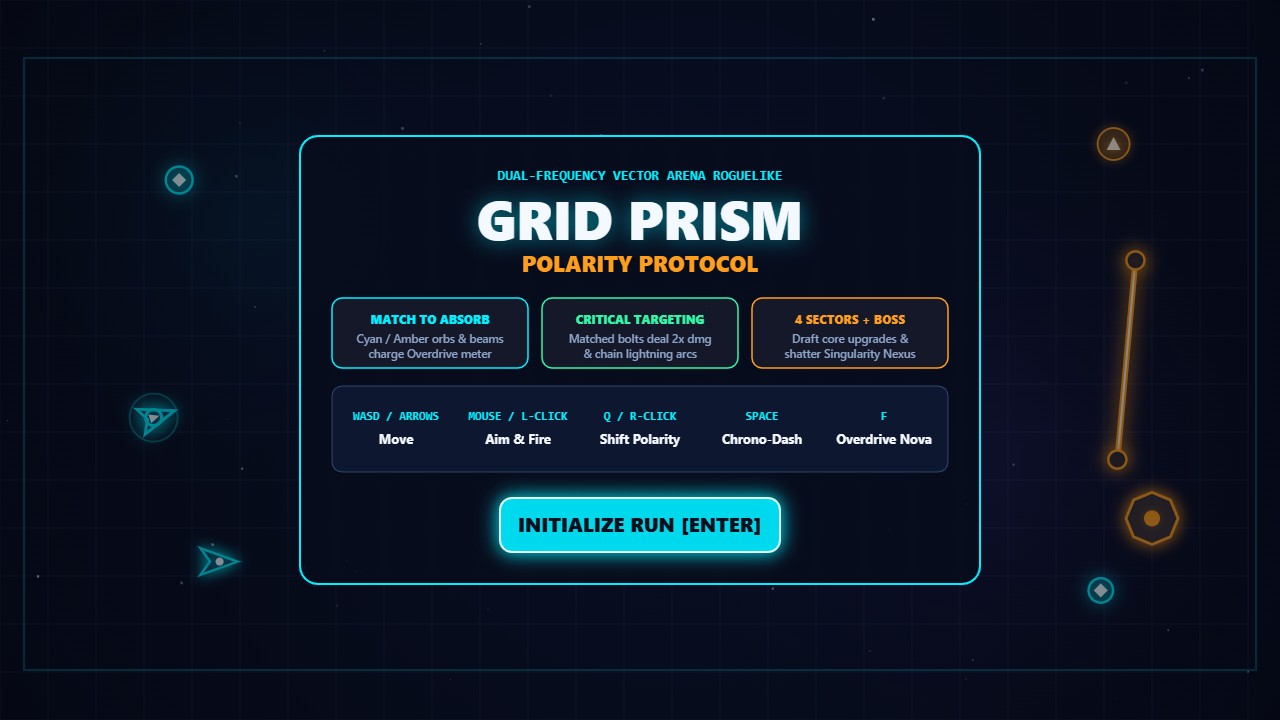 DUAL-FREQUENCY VECTOR ARENA ROGUELIKE
GRID PRISM
POLARITY PROTOCOL
MATCH TO ABSORB
Cyan / Amber orbs & beams
charge Overdrive meter
CRITICAL TARGETING
Matched bolts deal 2x dmg
& chain lightning arcs
4 SECTORS + BOSS
Draft core upgrades &
shatter Singularity Nexus
WASD / ARROWS
Move
MOUSE / L-CLICK
Aim & Fire
Q / R-CLICK
Shift Polarity
SPACE
Chrono-Dash
F
Overdrive Nova
INITIALIZE RUN [ENTER]